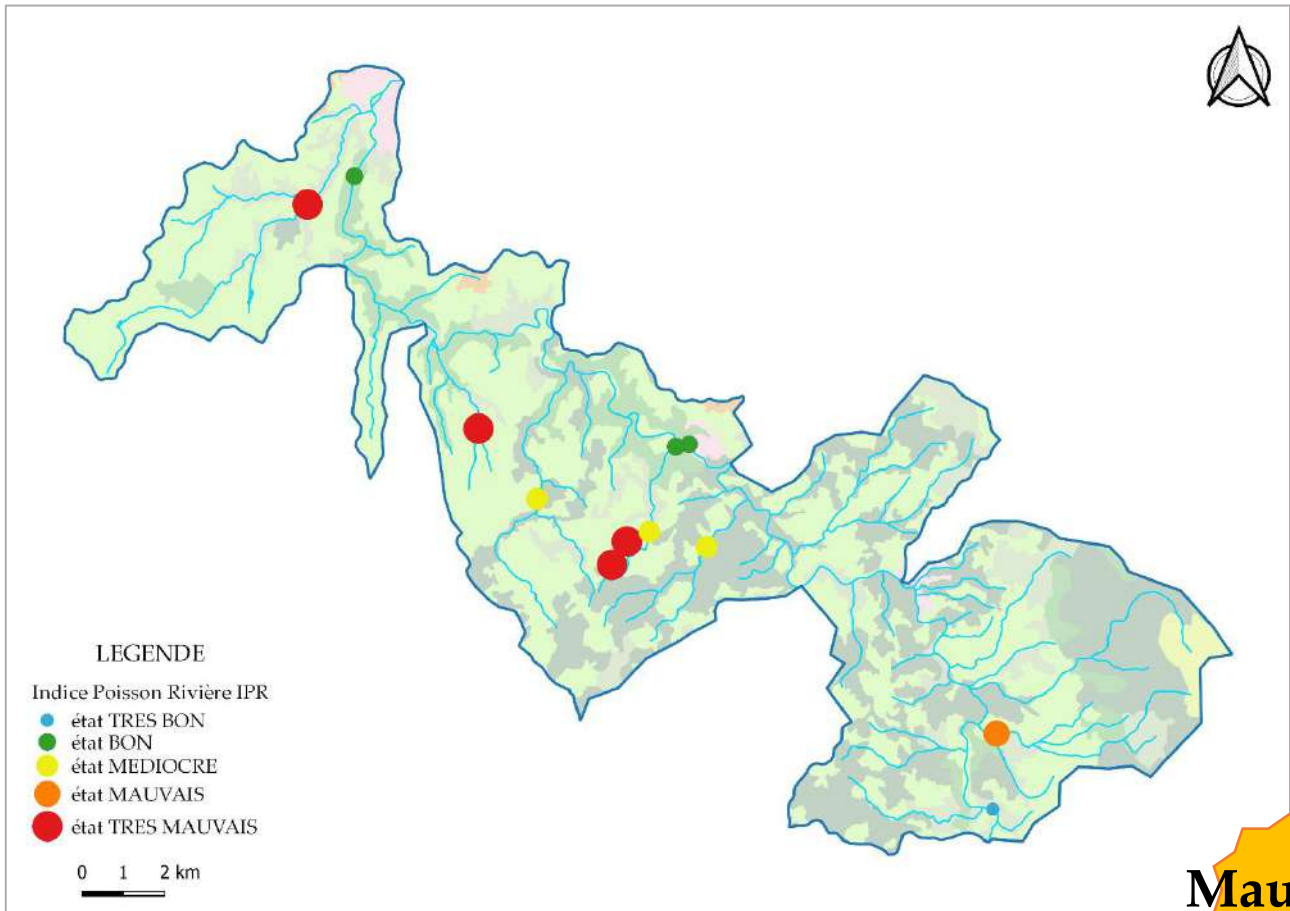 LEGENDE
Indice Poisson Rivière IPR
état TRES BON
état BON
état MEDIOCRE
état MAUVAIS
état TRES MAUVAIS
0 1 2 km
Mau